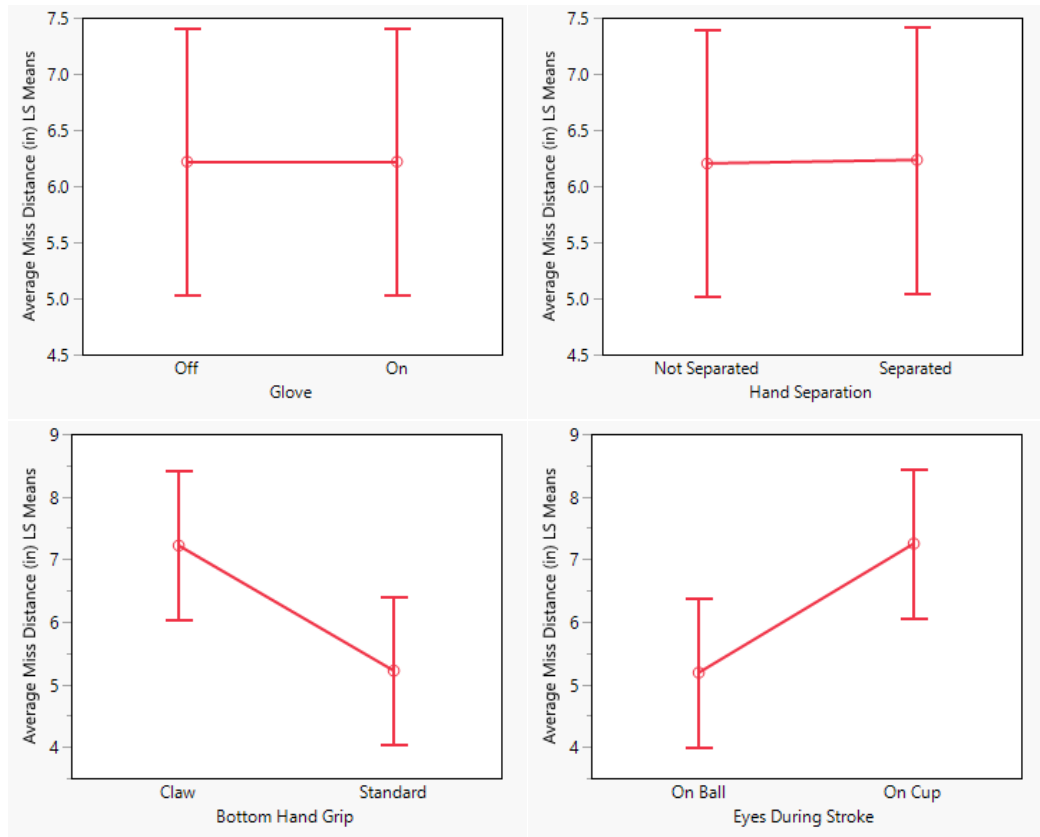 Average Miss Distance (in) LS Means
7.5
7.0
6.5
6.0
5.5
5.0
4.5
Off On
Glove
Average Miss Distance (in) LS Means
7.5
7.0
6.5
6.0
5.5
5.0
4.5
Not Separated Separated
Hand Separation
Average Miss Distance (in) LS Means
9
8
7
6
5
4
Claw Standard
Bottom Hand Grip
Average Miss Distance (in) LS Means
9
8
7
6
5
4
On Ball On Cup
Eyes During Stroke